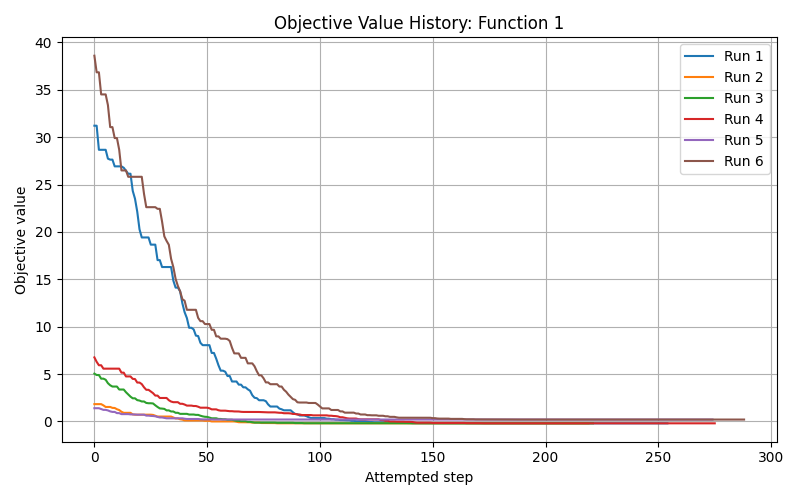 Objective Value History: Function 1
Objective value
40
35
30
25
20
15
10
5
0
Run 1
Run 2
Run 3
Run 4
Run 5
Run 6
0
50
100
150
200
250
300
Attempted step